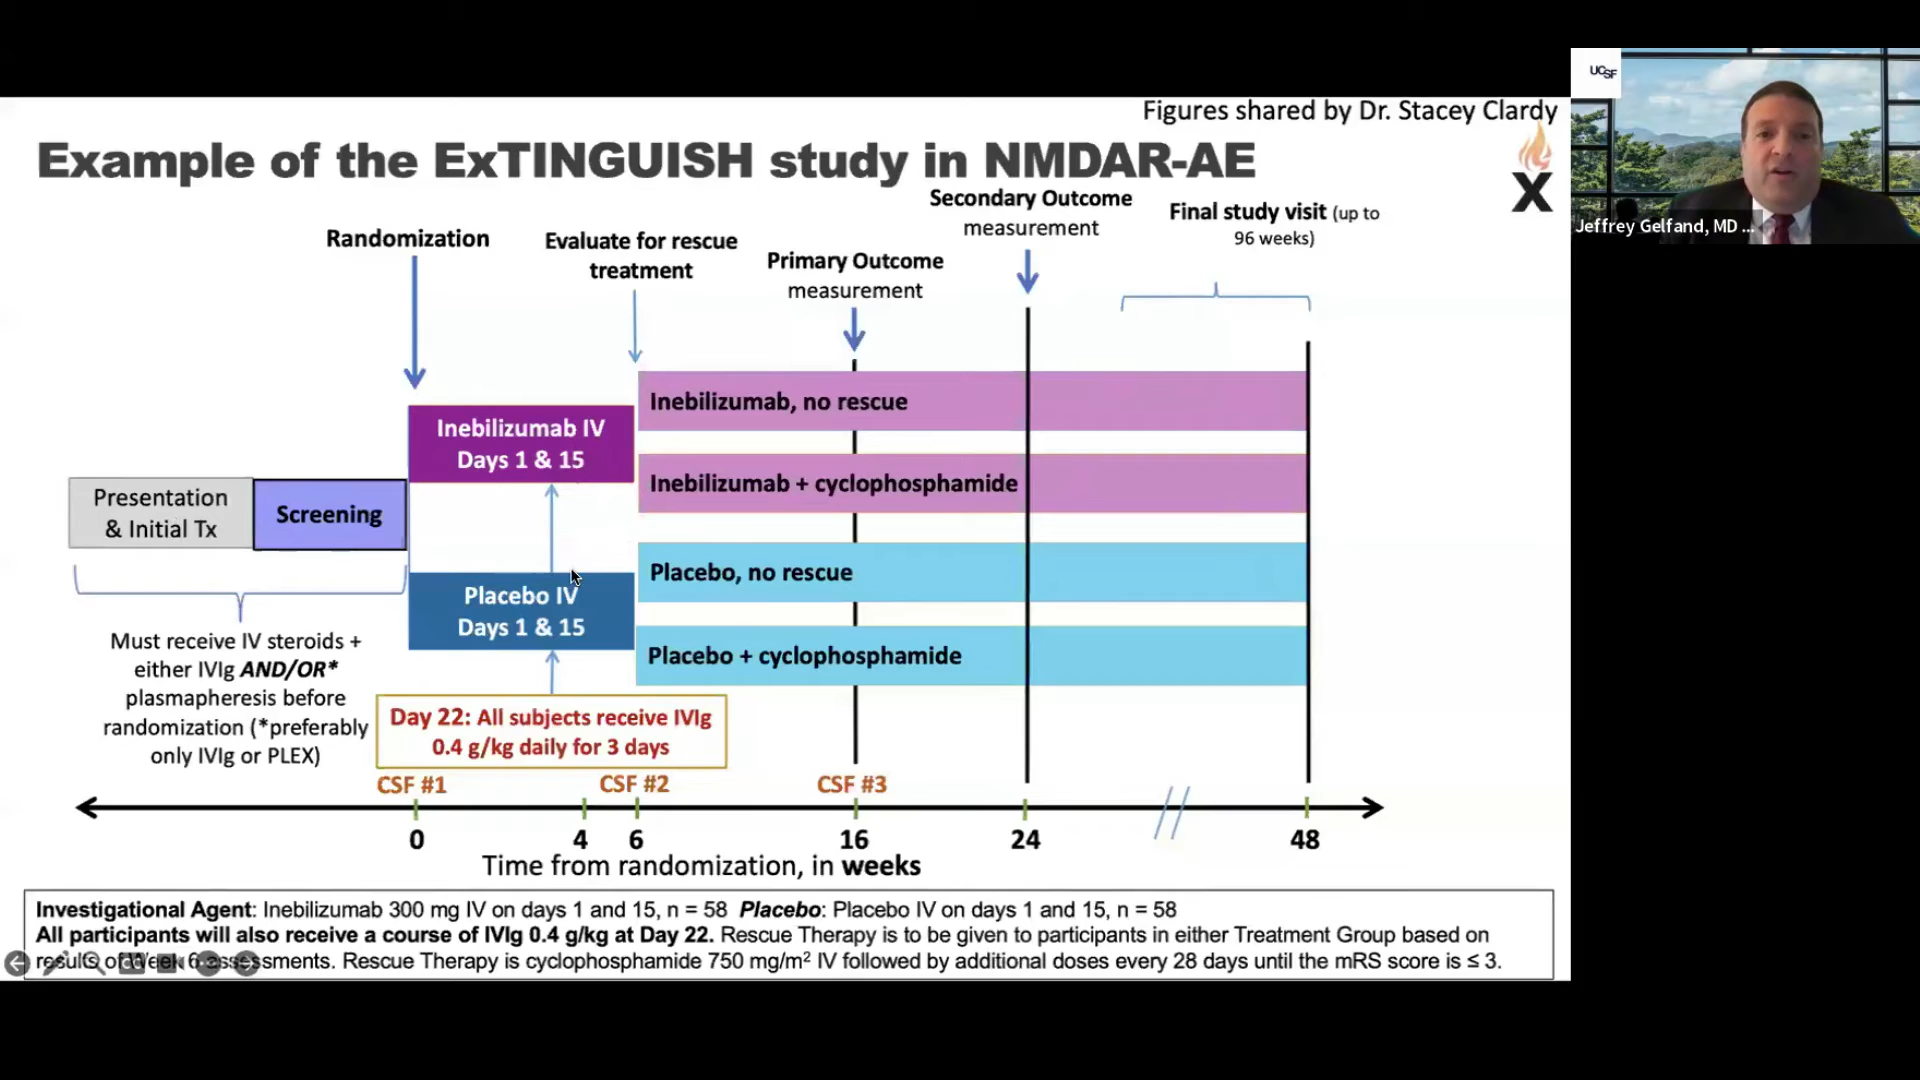 Figures shared by Dr. Stacey Clardy
Example of the ExTINGUISH study in NMDAR-AE
X
UCSF
Jeffrey Gelfand, MD ...
Randomization
Evaluate for rescue
treatment
Primary Outcome
measurement
Secondary Outcome
measurement
Final study visit (up to
96 weeks)
Presentation
& Initial Tx
Screening
Inebilizumab IV
Days 1 & 15
Placebo IV
Days 1 & 15
Inebilizumab, no rescue
Inebilizumab + cyclophosphamide
Placebo, no rescue
Placebo + cyclophosphamide
Must receive IV steroids +
either IVIg AND/OR*
plasmapheresis before
randomization (*preferably
only IVIg or PLEX)
Day 22: All subjects receive IVIg
0.4 g/kg daily for 3 days
CSF #1
CSF #2
CSF #3
0
4
6
16
24
48
Time from randomization, in weeks
Investigational Agent: Inebilizumab 300 mg IV on days 1 and 15, n = 58 Placebo: Placebo IV on days 1 and 15, n = 58
All participants will also receive a course of IVIg 0.4 g/kg at Day 22. Rescue Therapy is to be given to participants in either Treatment Group based on
results of Week 6 assessments. Rescue Therapy is cyclophosphamide 750 mg/m² IV followed by additional doses every 28 days until the mRS score is ≤ 3.